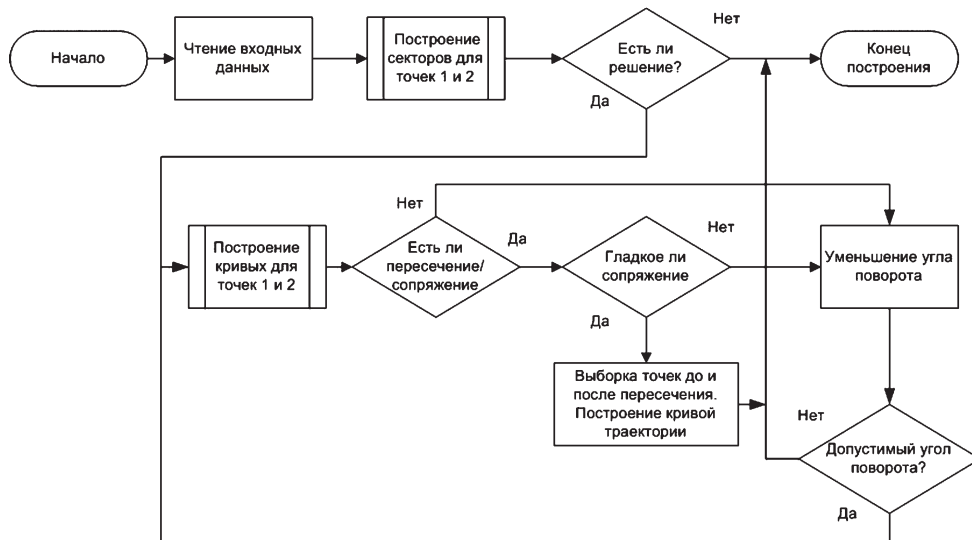 Начало
Чтение входных
данных
Построение
секторов для
точек 1 и 2
Есть ли
решение?
Нет
Да
Конец
построения
Построение
кривых для
точек 1 и 2
Нет
Есть ли
пересечение/
сопряжение
Да
Гладкое ли
сопряжение
Нет
Да
Уменьшение угла
поворота
Выборка точек до и
после пересечения.
Построение кривой
траектории
Нет
Допустимый угол
поворота?
Да